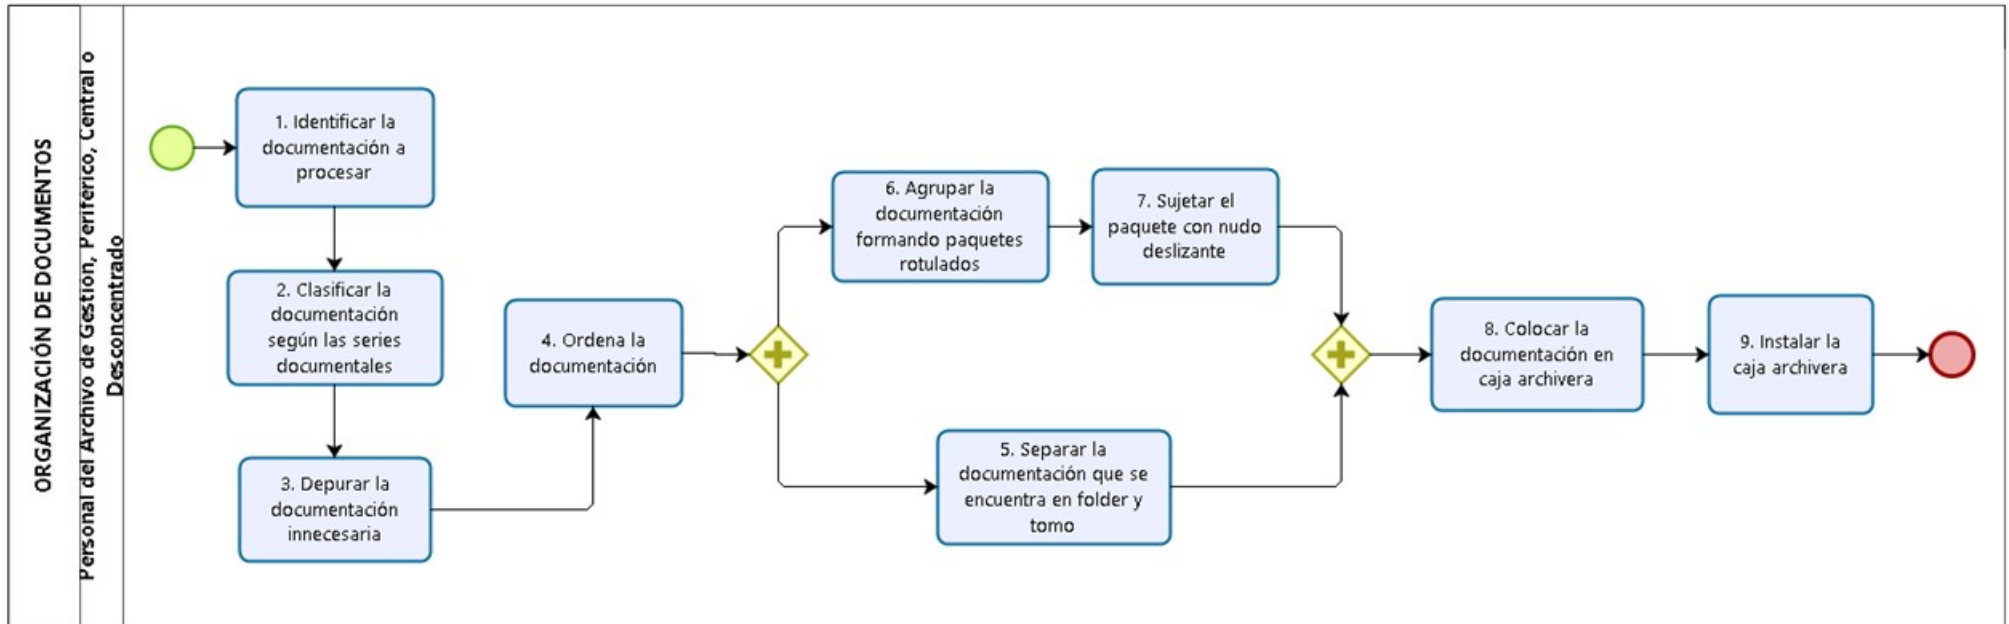 ORGANIZACIÓN DE DOCUMENTOS
Personal del Archivo de Gestión, Periférico, Central o
Desconcentrado
1. Identificar la
documentación a
procesar
2. Clasificar la
documentación
según las series
documentales
3. Depurar la
documentación
innecesaria
4. Ordena la
documentación
6. Agrupar la
documentación
formando paquetes
rotulados
7. Sujetar el
paquete con nudo
deslizante
5. Separar la
documentación que se
encuentra en folder y
tomo
8. Colocar la
documentación en
caja archivera
9. Instalar la
caja archivera